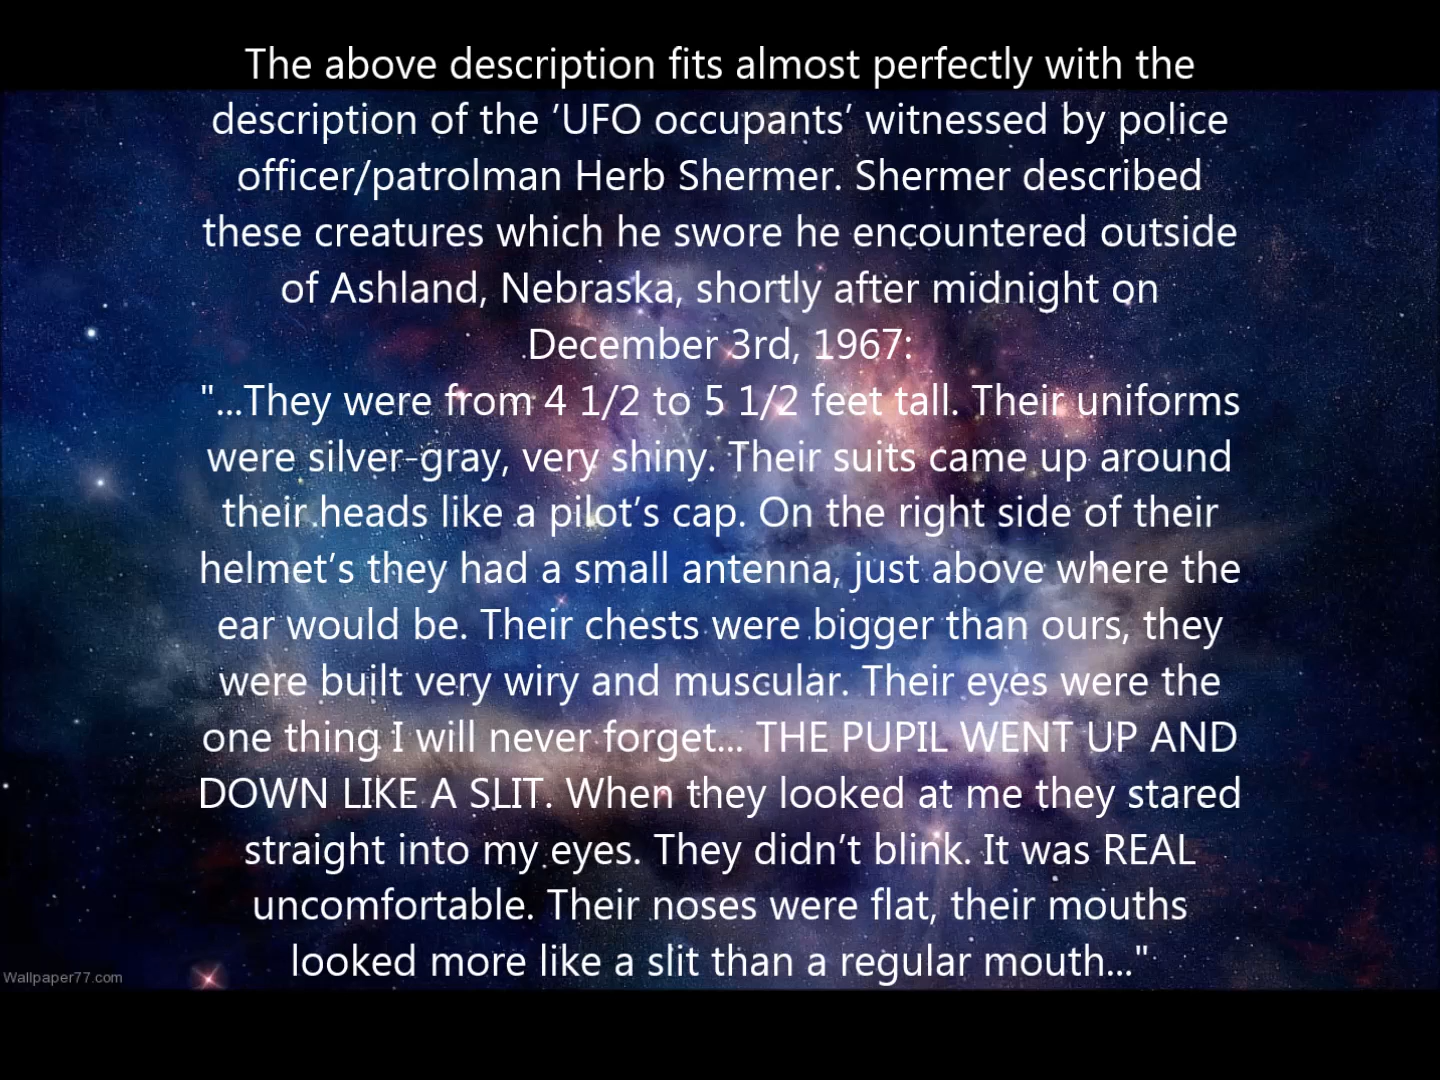 The above description fits almost perfectly with the
description of the ‘UFO occupants’ witnessed by police
officer/patrolman Herb Shermer. Shermer described
these creatures which he swore he encountered outside
of Ashland, Nebraska, shortly after midnight on
December 3rd, 1967:
"...They were from 4 1/2 to 5 1/2 feet tall. Their uniforms
were silver-gray, very shiny. Their suits came up around
their heads like a pilot’s cap. On the right side of their
helmet’s they had a small antenna, just above where the
ear would be. Their chests were bigger than ours, they
were built very wiry and muscular. Their eyes were the
one thing I will never forget... THE PUPIL WENT UP AND
DOWN LIKE A SLIT. When they looked at me they stared
straight into my eyes. They didn’t blink. It was REAL
uncomfortable. Their noses were flat, their mouths
looked more like a slit than a regular mouth..."
Wallpaper77.com